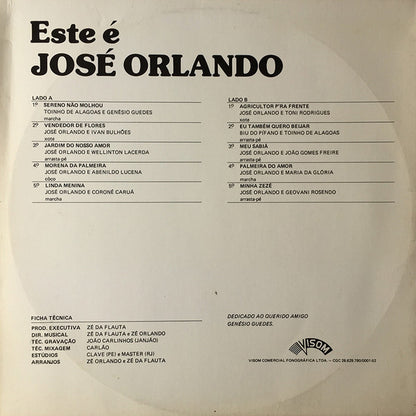 Este é
JOSÉ ORLANDO
LADO A
1º SERENO NÃO MOLHOU
TOINHO DE ALAGOAS e GENÉSIO GUEDES
marcha
2º VENDEDOR DE FLORES
JOSÉ ORLANDO e IVAN BULHÕES
xote
3º JARDIM DO NOSSO AMOR
JOSÉ ORLANDO e WELLINTON LACERDA
arrasta-pé
4º MORENA DA PALMEIRA
JOSÉ ORLANDO e ABENILDO LUCENA
côco
5º LINDA MENINA
JOSÉ ORLANDO e CORONÉ CARUÁ
marcha
LADO B
1º AGRICULTOR P'RA FRENTE
JOSÉ ORLANDO e TONI RODRIGUES
xote
2º EU TAMBÉM QUERO BEIJAR
BIU DO PÍFANO e TOINHO DE ALAGOAS
arrasta-pé
3º MEU SABIÁ
JOSÉ ORLANDO e JOÃO GOMES FREIRE
arrasta-pé
4º PALMEIRA DO AMOR
JOSÉ ORLANDO e MARIA DA GLÓRIA
marcha
5º MINHA ZEZÉ
JOSÉ ORLANDO e GEOVANI ROSENDO
arrasta-pé
FICHA TÉCNICA
PROD. EXECUTIVA ZÉ DA FLAUTA
DIR. MUSICAL ZÉ DA FLAUTA e ZÉ ORLANDO
TÉC. GRAVAÇÃO JOÃO CARLINHOS (JANJÃO)
TÉC. MIXAGEM CARLÃO
ESTÚDIOS CLAVE (PE) e MASTER (RJ)
ARRANJOS ZÉ ORLANDO e ZÉ DA FLAUTA
DEDICADO AO QUERIDO AMIGO
GENÉSIO GUEDES.
VISOM
VISOM COMERCIAL FONOGRÁFICA LTDA. – CGC 28.629.790/0001-52